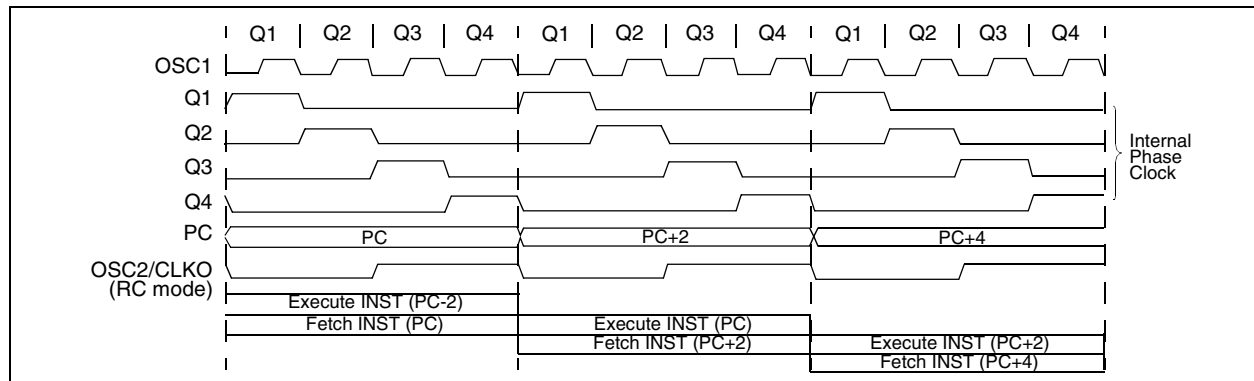 Q1 | Q2 | Q3 | Q4 | Q1 | Q2 | Q3 | Q4 | Q1 | Q2 | Q3 | Q4
OSC1
Q1
Q2
Q3
Q4
Internal
Phase
Clock
PC
PC
PC+2
PC+4
OSC2/CLKO
(RC mode)
Execute INST (PC-2)
Fetch INST (PC)
Execute INST (PC)
Fetch INST (PC+2)
Execute INST (PC+2)
Fetch INST (PC+4)